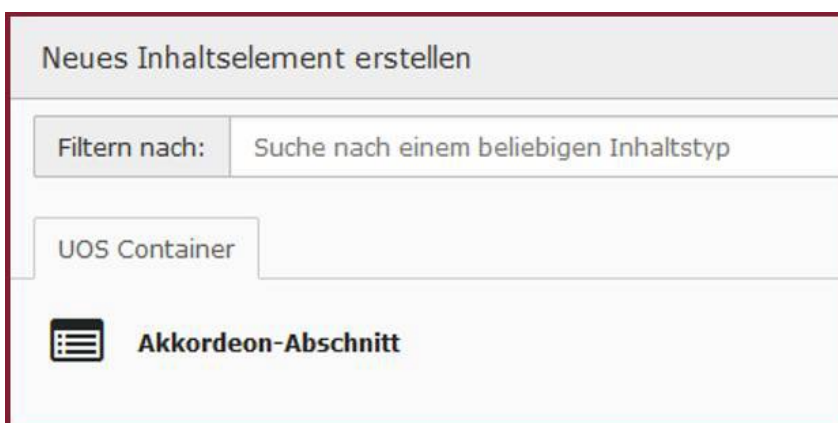 Neues Inhaltselement erstellen
Filtern nach: Suche nach einem beliebigen Inhaltstyp
UOS Container
Akkordeon-Abschnitt